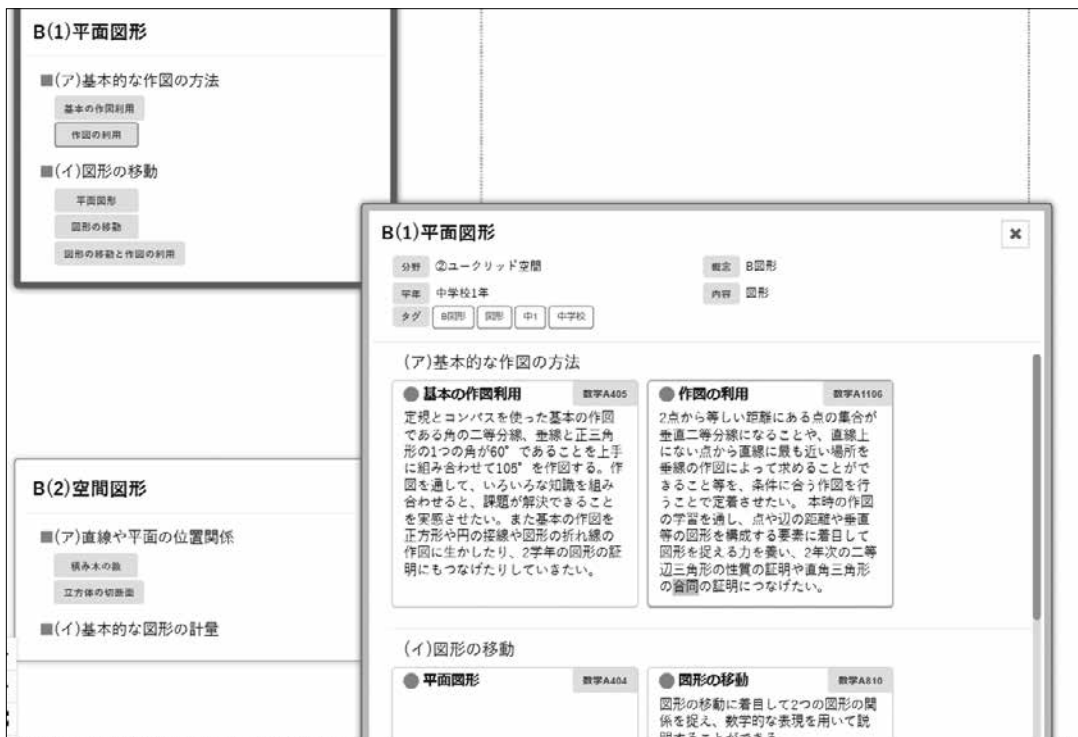 B(1)平面図形
■(ア)基本的な作図の方法
基本の作図利用
作図の利用
■(イ)図形の移動
平面図形
図形の移動
図形の移動と作図の利用
B(2)空間図形
■(ア)直線や平面の位置関係
積み木の数
立方体の切断面
■(イ)基本的な図形の計量
B(1)平面図形
✖
分野 ②ユークリッド空間
概念 B図形
学年 中学校1年
内容 図形
タグ B図形 図形 中1 中学校
(ア)基本的な作図の方法
●基本の作図利用 数学A405
定規とコンパスを使った基本の作図
である角の二等分線、垂線と正三角
形の1つの角が60°であることを上手
に組み合わせて105°を作図する。作
図を通して、いろいろな知識を組み
合わせると、課題が解決できること
を実感させたい。また基本の作図を
正方形や円の接線や図形の折れ線の
作図に生かしたり、2学年の図形の証
明にもつなげたりしていきたい。
●作図の利用 数学A1106
2点から等しい距離にある点の集合が
垂直二等分線になることや、直線上
にない点から直線に最も近い場所を
垂線の作図によって求めることがで
きること等を、条件に合う作図を行
うことで定着させたい。 本時の作図
の学習を通し、点や辺の距離や垂直
等の図形を構成する要素に着目して
図形を捉える力を養い、2年次の二等
辺三角形の性質の証明や直角三角形
の合同の証明につなげたい。
(イ)図形の移動
●平面図形 数学A404
●図形の移動 数学A810
図形の移動に着目して2つの図形の関
係を捉え、数学的な表現を用いて説
明することができる